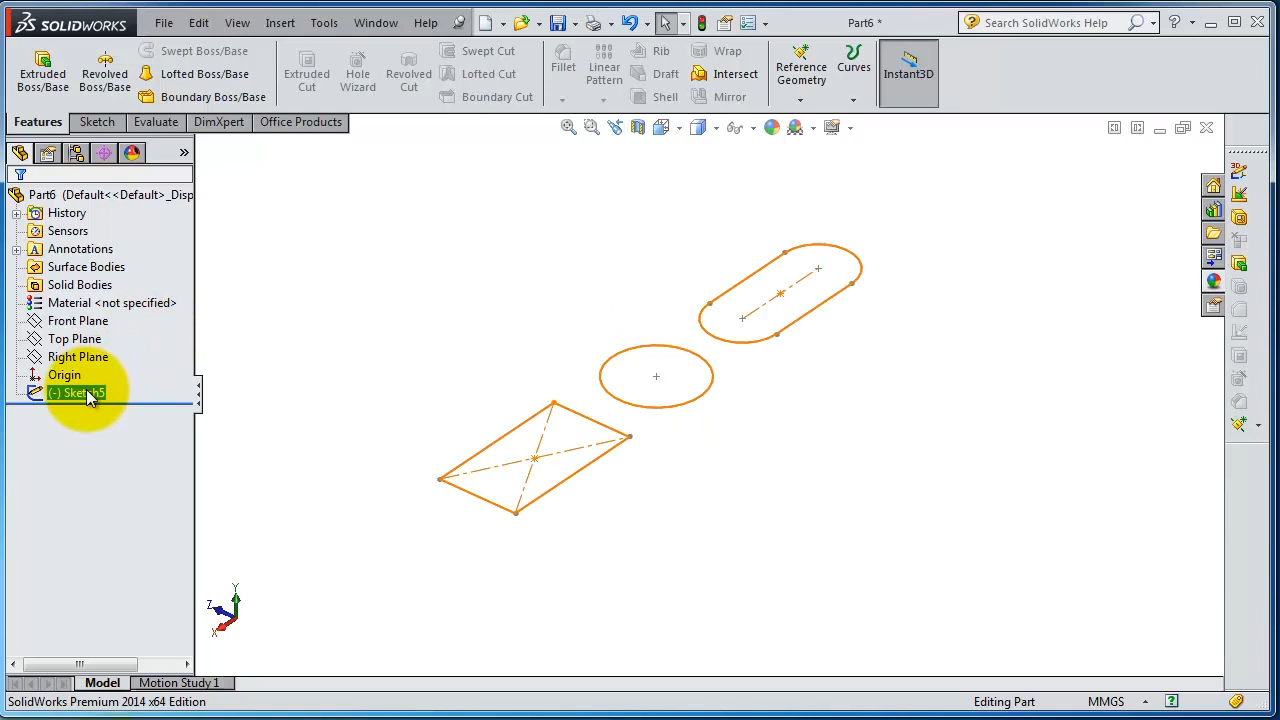 SOLIDWORKS File Edit View Insert Tools Window Help Part6 * Search SolidWorks Help
Extruded Boss/Base
Revolved Boss/Base
Swept Boss/Base
Lofted Boss/Base
Boundary Boss/Base
Extruded Cut
Hole Wizard
Revolved Cut
Swept Cut
Lofted Cut
Boundary Cut
Fillet
Linear Pattern
Rib
Draft
Shell
Wrap
Intersect
Mirror
Reference Geometry
Curves
Instant3D
Features Sketch Evaluate DimXpert Office Products
Part6 (Default<<Default>_Disp
History
Sensors
Annotations
Surface Bodies
Solid Bodies
Material <not specified>
Front Plane
Top Plane
Right Plane
Origin
(-) Sketch5
Y
Z
X
Model Motion Study 1
SolidWorks Premium 2014 x64 Edition Editing Part MMGS